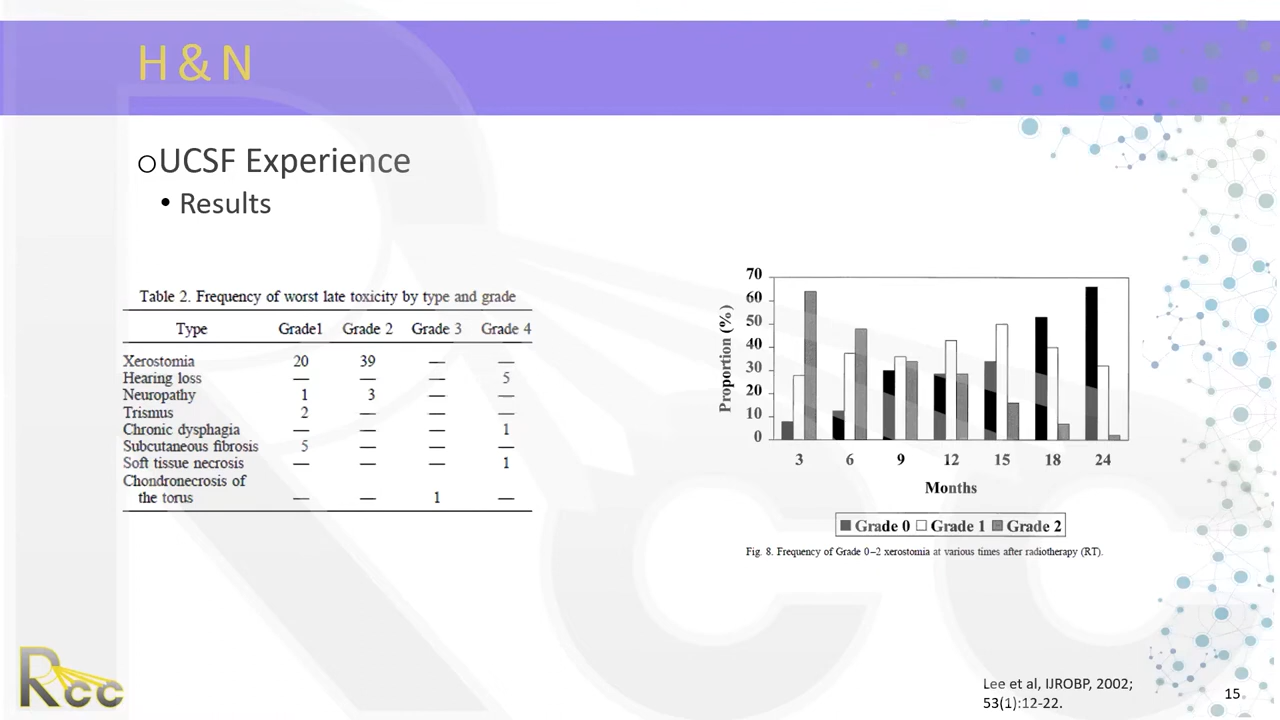 H & N
oUCSF Experience
• Results
Table 2. Frequency of worst late toxicity by type and grade
Type Grade1 Grade 2 Grade 3 Grade 4
Xerostomia 20 39 — —
Hearing loss — — — 5
Neuropathy 1 3 — —
Trismus 2 — — —
Chronic dysphagia — — — 1
Subcutaneous fibrosis 5 — — —
Soft tissue necrosis — — — 1
Chondronecrosis of
the torus — — 1 —
Proportion (%)
70
60
50
40
30
20
10
0
3 6 9 12 15 18 24
Months
Grade 0 Grade 1 Grade 2
Fig. 8. Frequency of Grade 0–2 xerostomia at various times after radiotherapy (RT).
Rcc
Lee et al, IJROBP, 2002;
53(1):12-22.
15